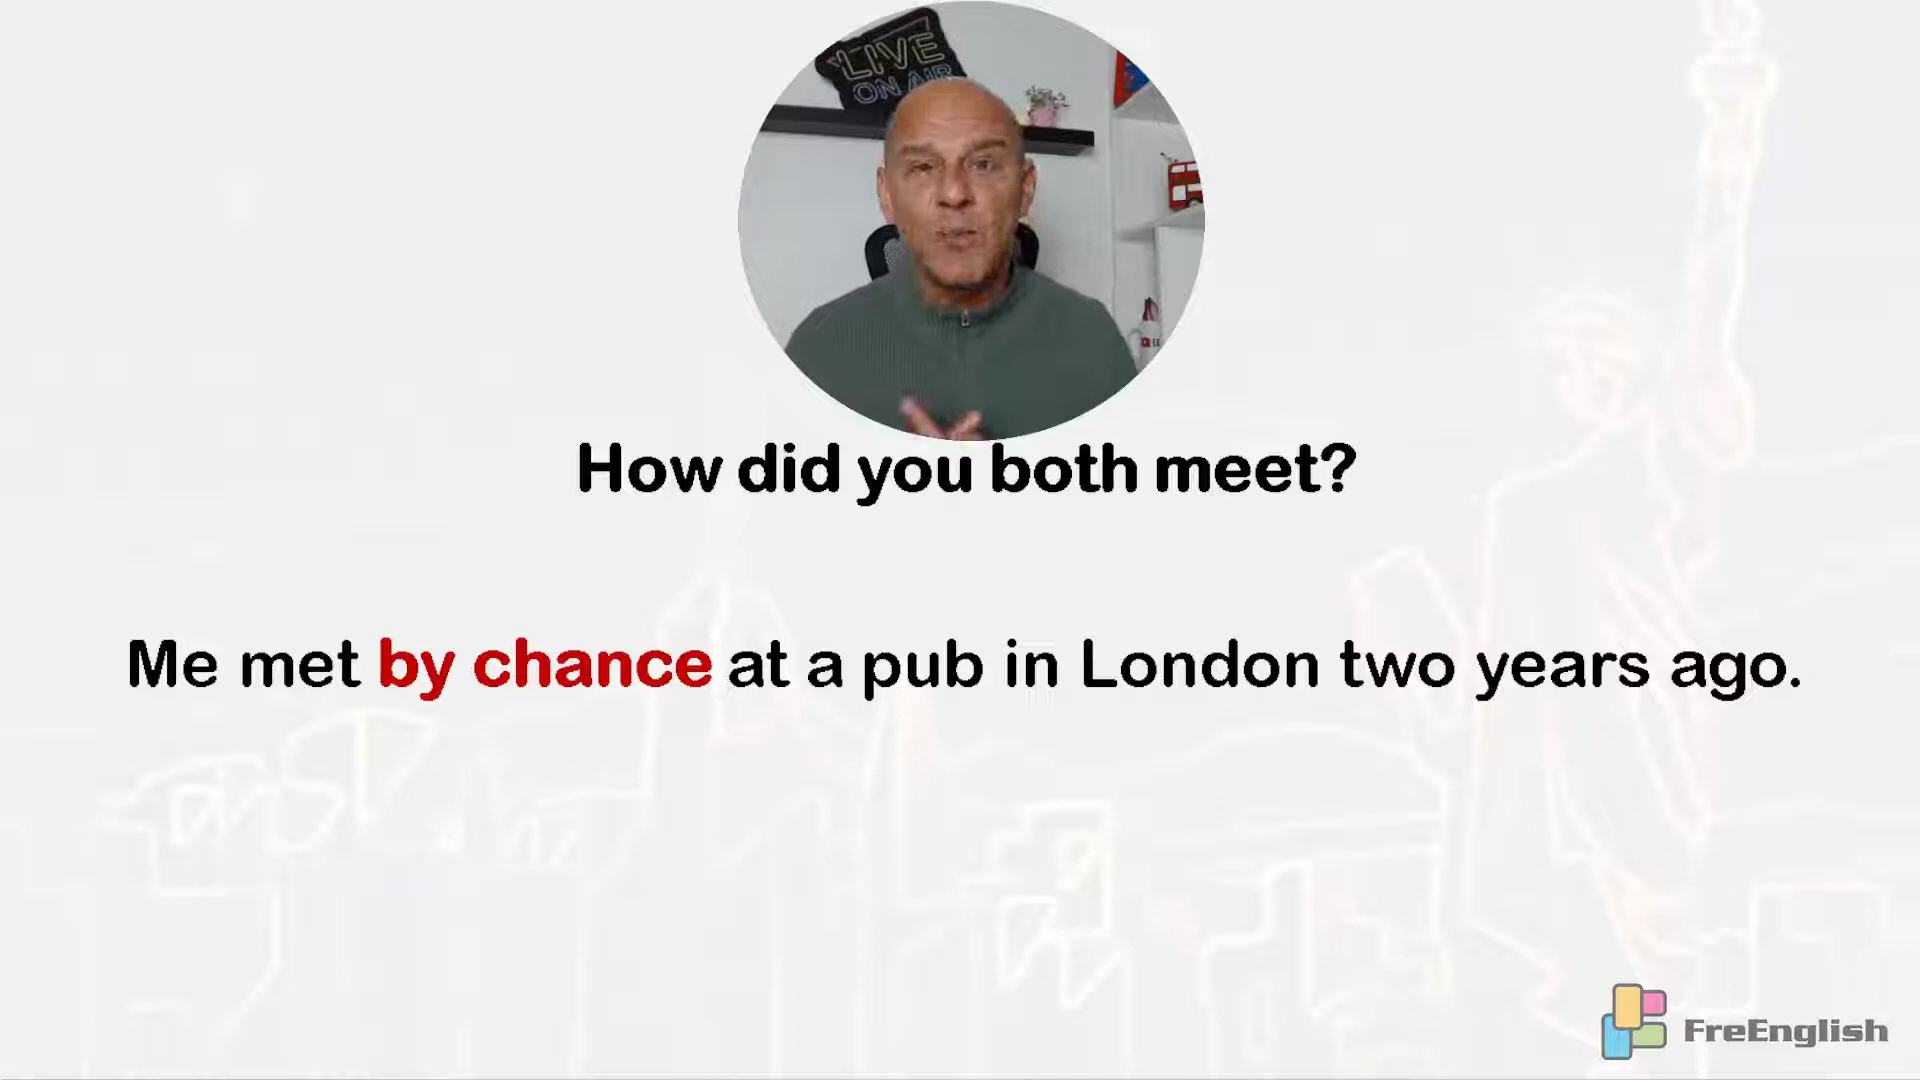 LIVE
ON AIR
How did you both meet?
Me met by chance at a pub in London two years ago.
FreEnglish